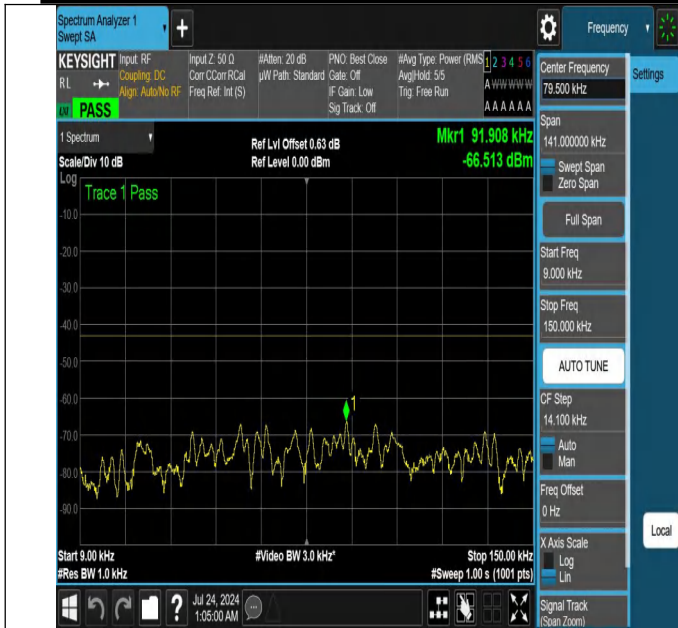 Spectrum Analyzer 1
Swept SA
+
Frequency
KEYSIGHT
RL
PASS
Input: RF
Coupling: DC
Align: Auto/No RF
Input Z: 50 Ω
Corr CCorr RCal
Freq Ref: Int (S)
#Atten: 20 dB
µW Path: Standard
PNO: Best Close
Gate: Off
IF Gain: Low
Sig Track: Off
#Avg Type: Power (RMS
Avg|Hold: 5/5
Trig: Free Run
1 2 3 4 5 6
A W W W W W
A A A A A A
1 Spectrum
Scale/Div 10 dB
Ref Lvl Offset 0.63 dB
Ref Level 0.00 dBm
Mkr1 91.908 kHz
-66.513 dBm
Log
Trace 1 Pass
-10.0
-20.0
-30.0
-40.0
-50.0
-60.0
-70.0
-80.0
-90.0
1
Start 9.00 kHz
#Res BW 1.0 kHz
#Video BW 3.0 kHz*
Stop 150.00 kHz
#Sweep 1.00 s (1001 pts)
Jul 24, 2024
1:05:00 AM
Center Frequency
79.500 kHz
Settings
Span
141.000000 kHz
Swept Span
Zero Span
Full Span
Start Freq
9.000 kHz
Stop Freq
150.000 kHz
AUTO TUNE
CF Step
14.100 kHz
Auto
Man
Freq Offset
0 Hz
X Axis Scale
Log
Lin
Local
Signal Track
(Span Zoom)